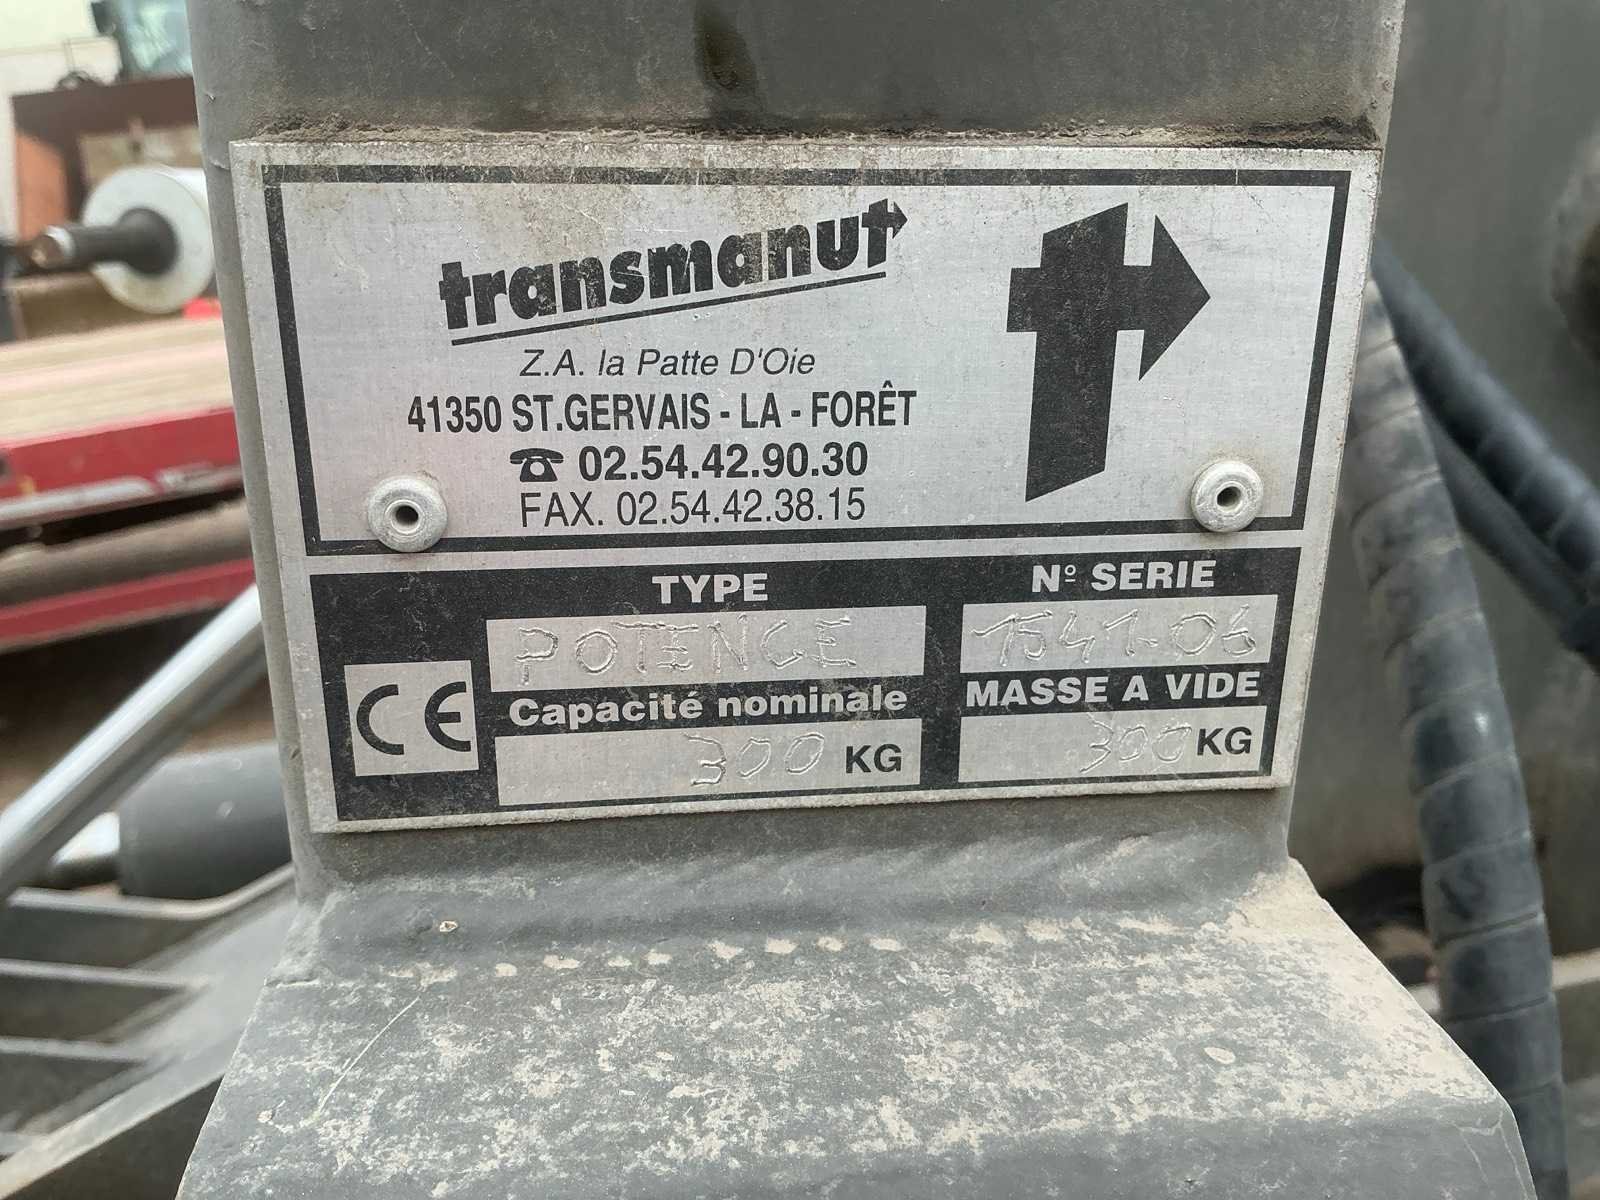 transmanut
Z.A. la Patte D'Oie
41350 ST.GERVAIS - LA - FORÊT
☎ 02.54.42.90.30
FAX. 02.54.42.38.15
TYPE
POTENCE
N° SERIE
1541-06
Capacité nominale
300 KG
MASSE A VIDE
300 KG
CE